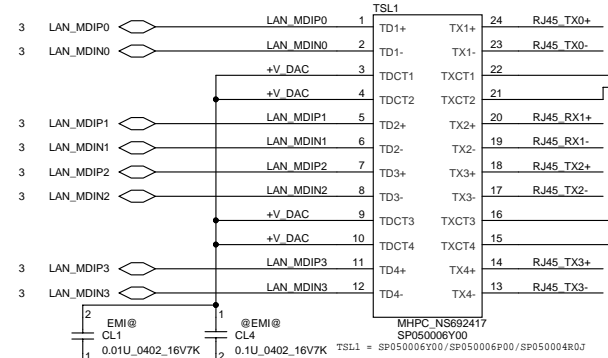 TSL1
3 LAN_MDIP0 LAN_MDIP0 1 TD1+ TX1+ 24 RJ45_TX0+
3 LAN_MDIN0 LAN_MDIN0 2 TD1- TX1- 23 RJ45_TX0-
+V_DAC 3 TDCT1 TXCT1 22
+V_DAC 4 TDCT2 TXCT2 21
3 LAN_MDIP1 LAN_MDIP1 5 TD2+ TX2+ 20 RJ45_RX1+
3 LAN_MDIN1 LAN_MDIN1 6 TD2- TX2- 19 RJ45_RX1-
3 LAN_MDIP2 LAN_MDIP2 7 TD3+ TX3+ 18 RJ45_TX2+
3 LAN_MDIN2 LAN_MDIN2 8 TD3- TX3- 17 RJ45_TX2-
+V_DAC 9 TDCT3 TXCT3 16
+V_DAC 10 TDCT4 TXCT4 15
3 LAN_MDIP3 LAN_MDIP3 11 TD4+ TX4+ 14 RJ45_TX3+
3 LAN_MDIN3 LAN_MDIN3 12 TD4- TX4- 13 RJ45_TX3-
2 1
EMI@ @EMI@ MHPC_NS692417
CL1 CL4 SP050006Y00
0.01U_0402_16V7K 0.1U_0402_16V7K TSL1 = SP050006Y00/SP050006P00/SP050004R0J
1 2